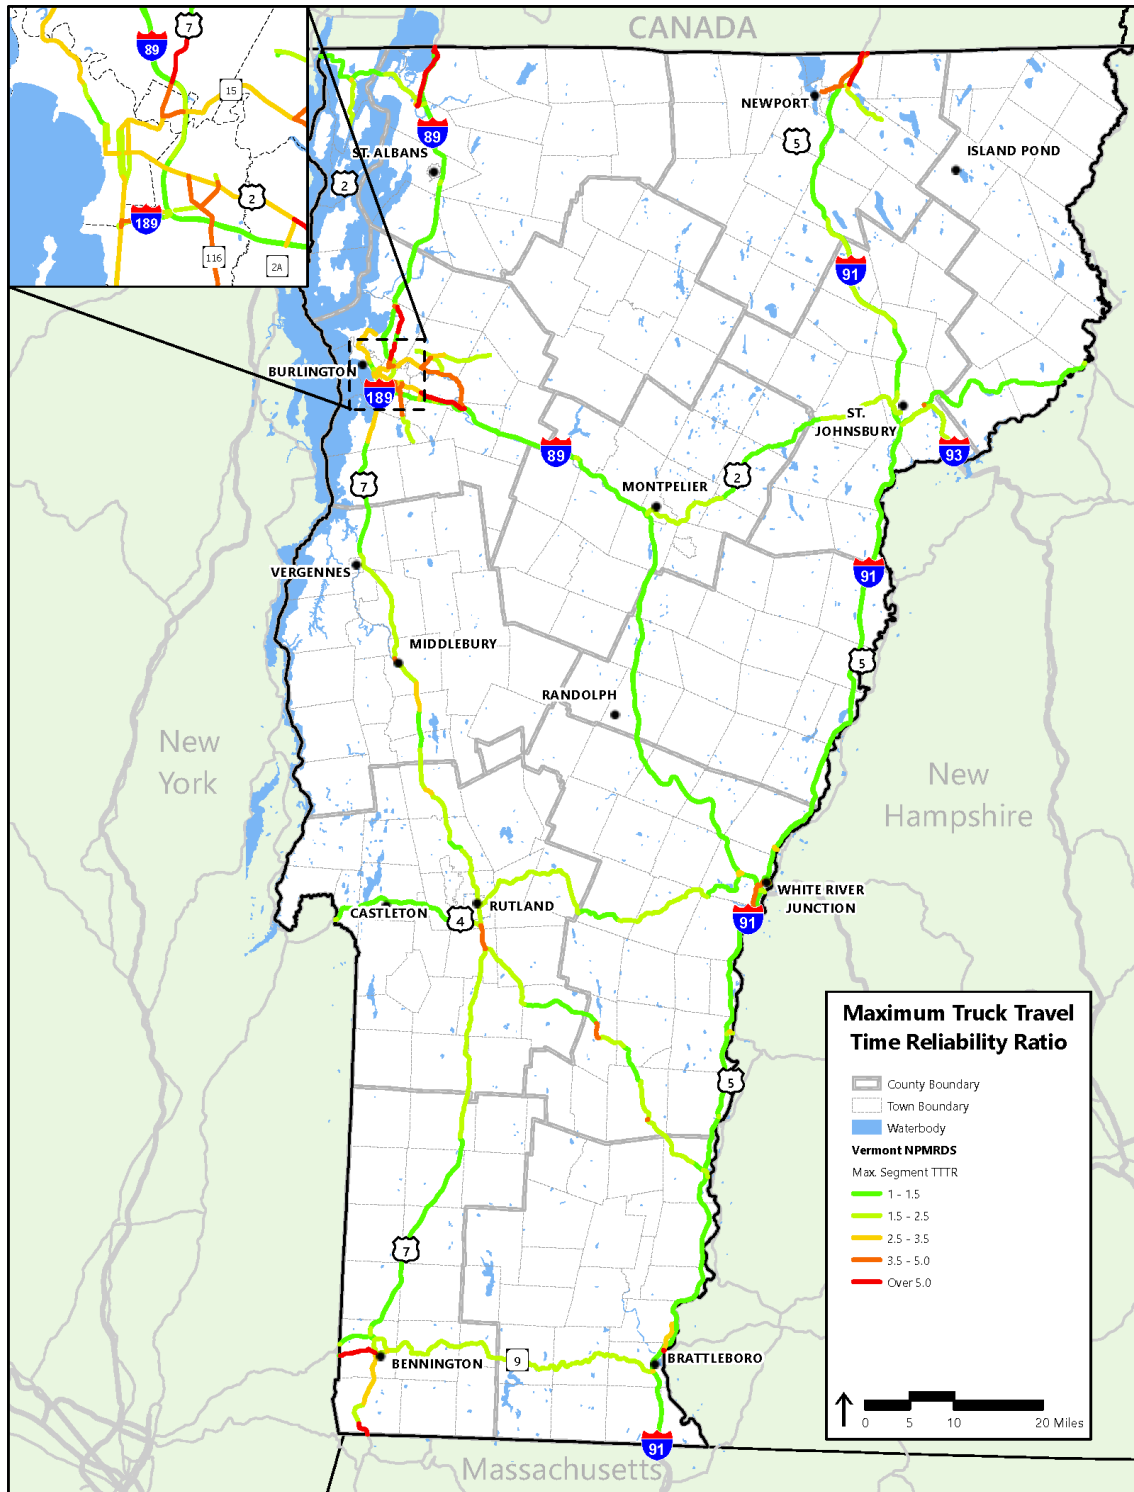 CANADA
7
89
15
2
189
116
2A
89
ST. ALBANS
2
NEWPORT
5
ISLAND POND
91
BURLINGTON
189
89
7
ST.
JOHNSBURY
93
2
MONTPELIER
91
VERGENNES
MIDDLEBURY
5
RANDOLPH
New
York
New
Hampshire
WHITE RIVER
JUNCTION
91
CASTLETON
4
RUTLAND
5
7
BENNINGTON
9
BRATTLEBORO
91
Massachusetts
Maximum Truck Travel
Time Reliability Ratio
County Boundary
Town Boundary
Waterbody
Vermont NPMRDS
Max. Segment TTTR
1 - 1.5
1.5 - 2.5
2.5 - 3.5
3.5 - 5.0
Over 5.0
0 5 10 20 Miles